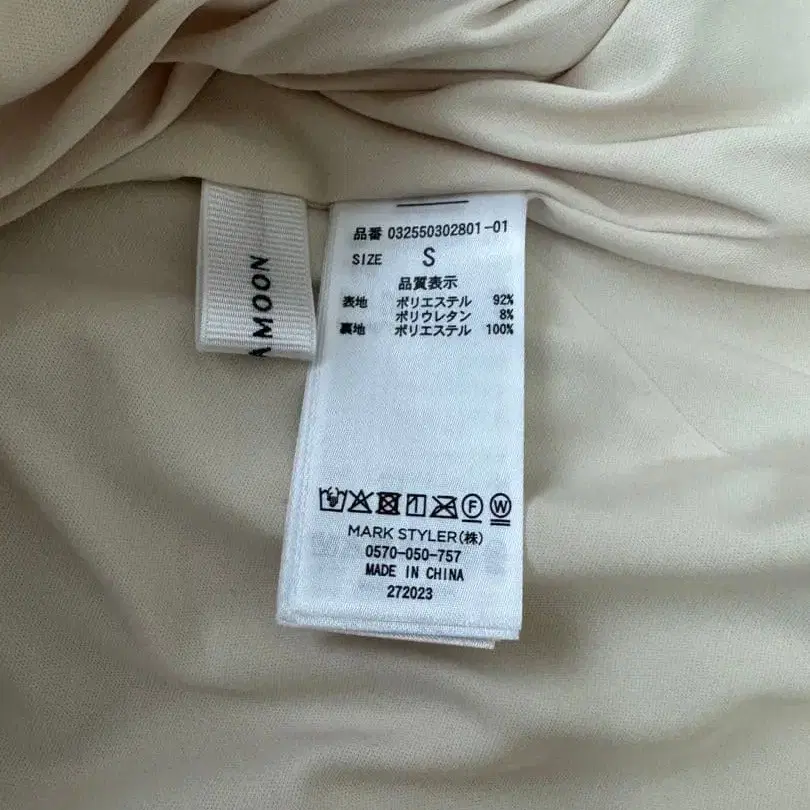 AMOON
品番 032550302801-01
SIZE S
品質表示
表地 ポリエステル 92%
ポリウレタン 8%
裏地 ポリエステル 100%
F W
MARK STYLER(株)
0570-050-757
MADE IN CHINA
272023